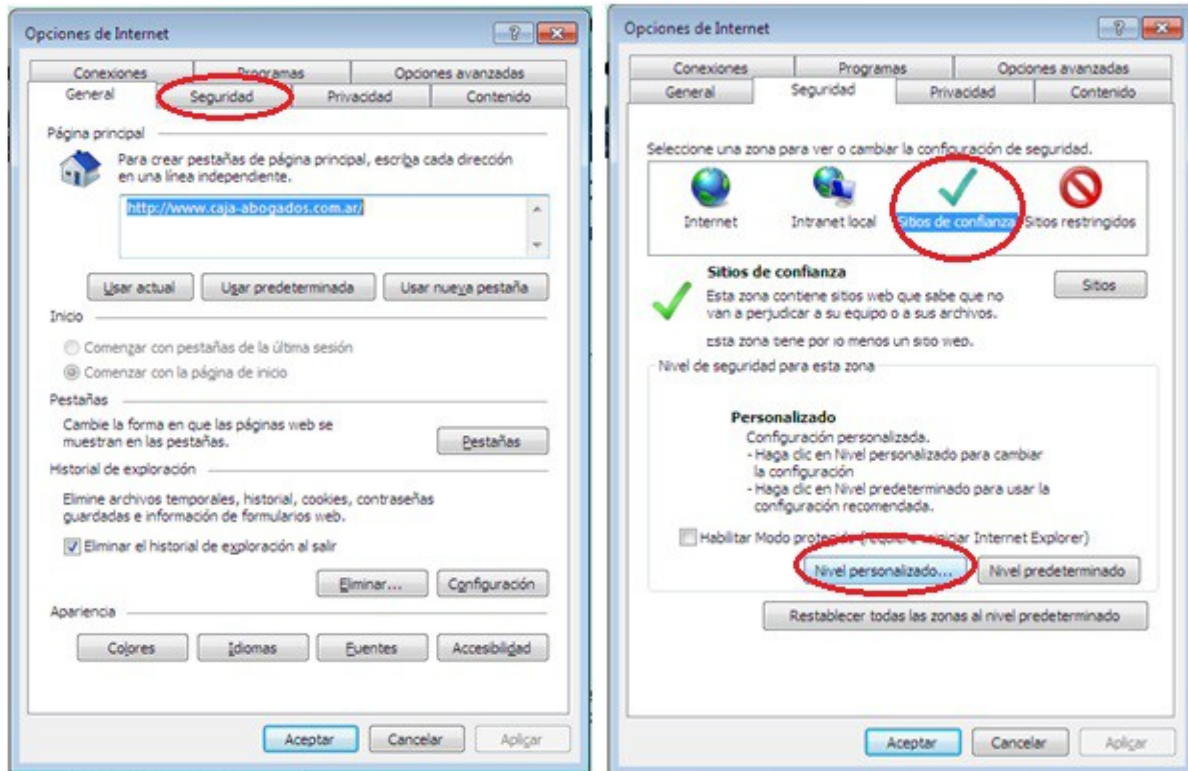 Opciones de Internet
Conexiones Programas Opciones avanzadas
General Seguridad Privacidad Contenido
Página principal
Para crear pestañas de página principal, escriba cada dirección
en una línea independiente.
http://www.caja-abogados.com.ar/
Usar actual Usar predeterminada Usar nueva pestaña
Inicio
Comenzar con pestañas de la última sesión
Comenzar con la página de inicio
Pestañas
Cambie la forma en que las páginas web se
muestran en las pestañas.
Pestañas
Historial de exploración
Elimine archivos temporales, historial, cookies, contraseñas
guardadas e información de formularios web.
Eliminar el historial de exploración al salir
Eliminar... Configuración
Apariencia
Colores Idiomas Fuentes Accesibilidad
Aceptar Cancelar Aplicar
Opciones de Internet
Conexiones Programas Opciones avanzadas
General Seguridad Privacidad Contenido
Seleccione una zona para ver o cambiar la configuración de seguridad.
Internet Intranet local Sitios de confianza Sitios restringidos
Sitios de confianza
Esta zona contiene sitios web que sabe que no
van a perjudicar a su equipo o a sus archivos.
Sitios
Esta zona tiene por lo menos un sitio web.
Nivel de seguridad para esta zona
Personalizado
Configuración personalizada.
- Haga clic en Nivel personalizado para cambiar
la configuración
- Haga clic en Nivel predeterminado para usar la
configuración recomendada.
Habilitar Modo protegido (requiere reiniciar Internet Explorer)
Nivel personalizado... Nivel predeterminado
Restablecer todas las zonas al nivel predeterminado
Aceptar Cancelar Aplicar